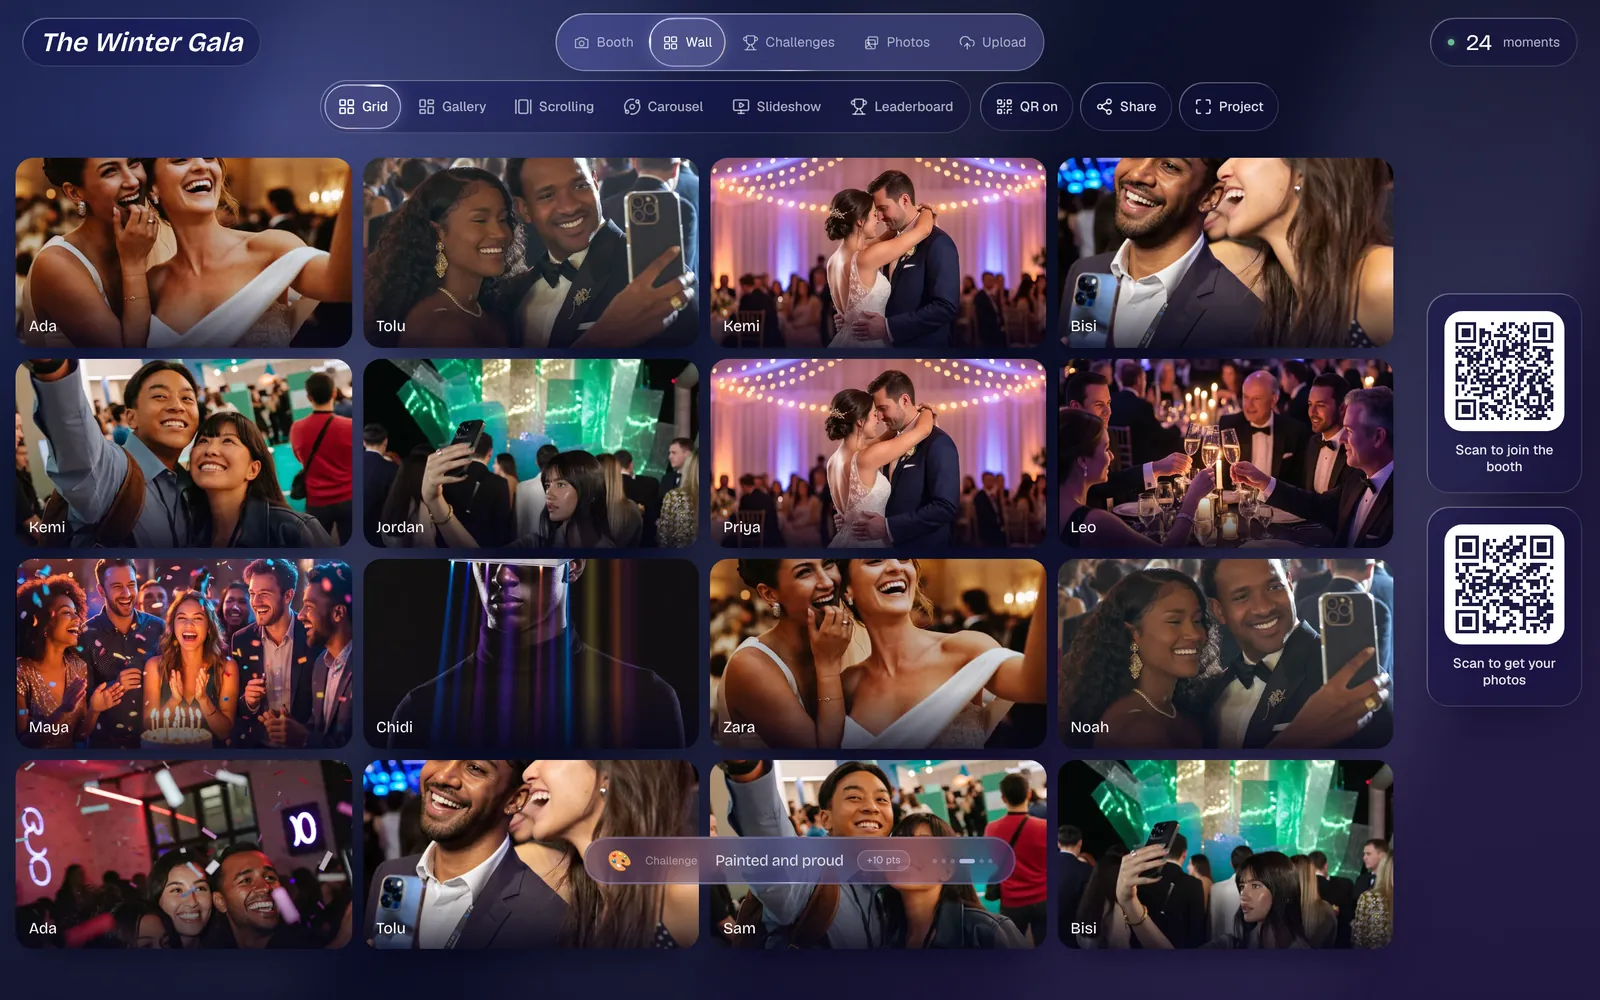 The Winter Gala
Booth
Wall
Challenges
Photos
Upload
24 moments
Grid
Gallery
Scrolling
Carousel
Slideshow
Leaderboard
QR on
Share
Project
Ada
Tolu
Kemi
Bisi
Kemi
Jordan
Priya
Leo
Scan to join the
booth
Maya
Chidi
Zara
Noah
Scan to get your
photos
Challenge Painted and proud +10 pts
Ada
Tolu
Sam
Bisi